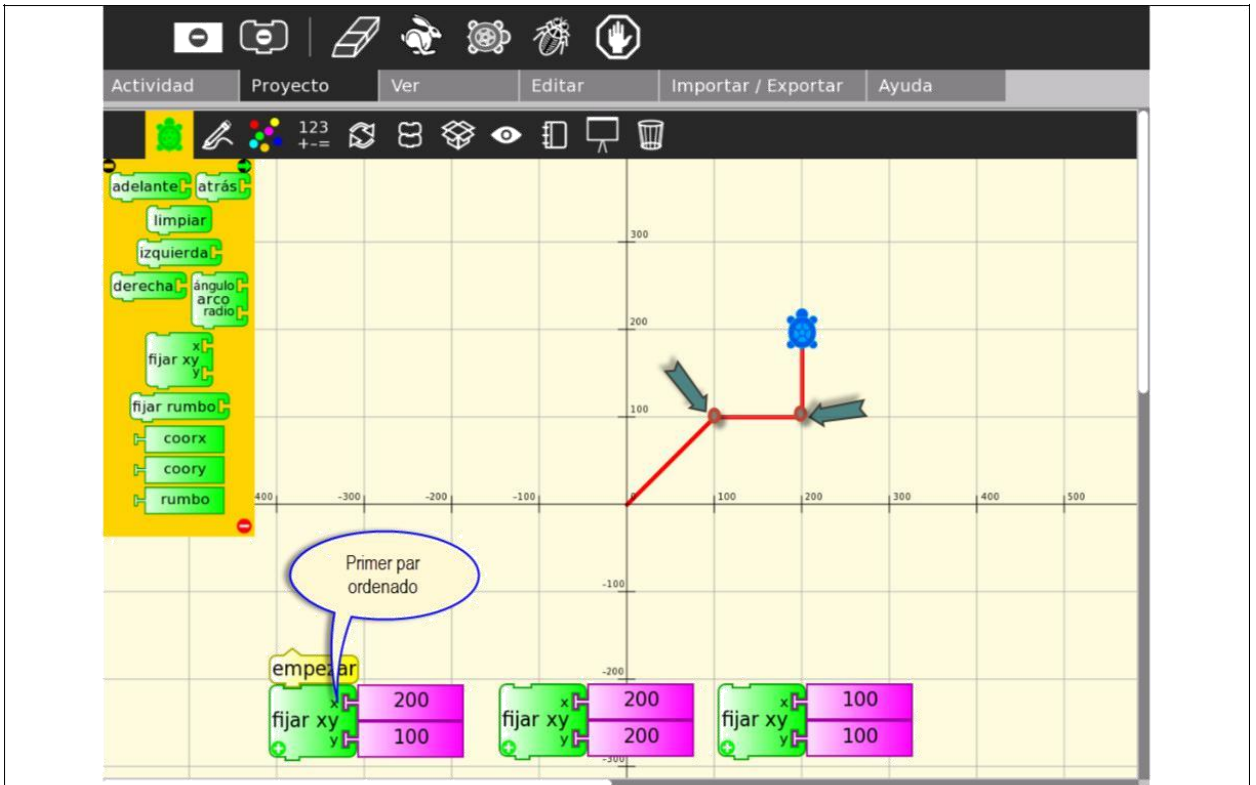 Actividad
Proyecto
Ver
Editar
Importar / Exportar
Ayuda
123
+-=
adelante
atrás
limpiar
izquierda
derecha
ángulo
arco
radio
x
fijar xy
y
fijar rumbo
coorx
coory
rumbo
300
200
100
400
-300
-200
-100
0
100
200
300
400
500
-100
-200
-300
Primer par
ordenado
empezar
x 200
fijar xy
y 100
x 200
fijar xy
y 200
x 100
fijar xy
y 100